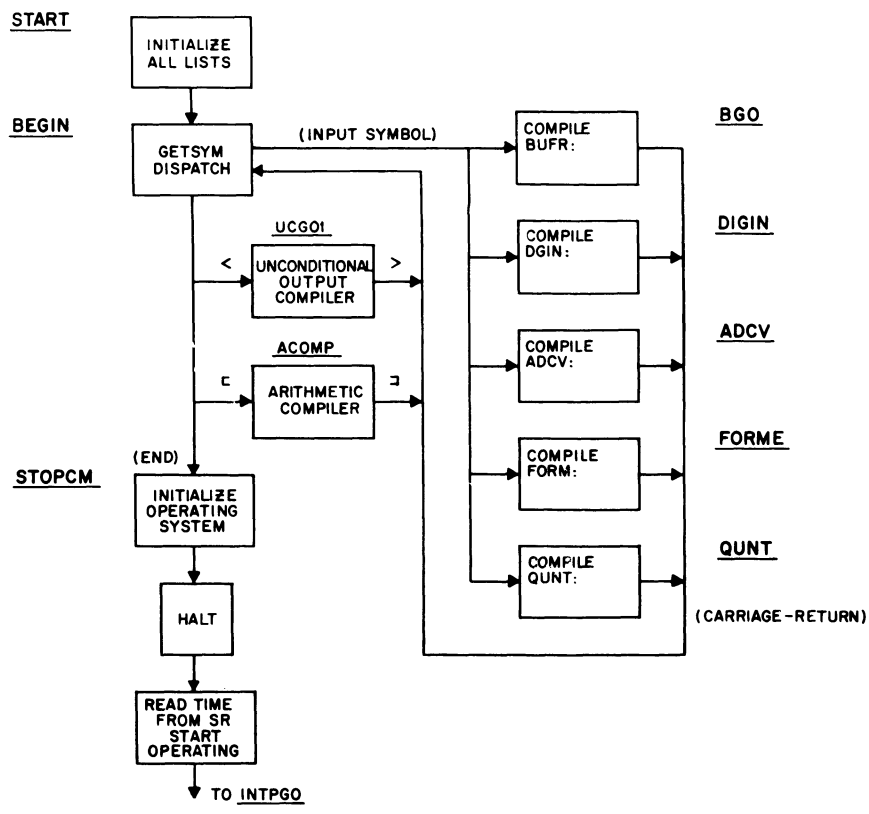 START
INITIALIZE
ALL LISTS
BEGIN
GETSYM
DISPATCH
(INPUT SYMBOL)
COMPILE
BUFR:
BGO
UCGO1
<
UNCONDITIONAL
OUTPUT
COMPILER
>
COMPILE
DGIN:
DIGIN
ACOMP
⊏
ARITHMETIC
COMPILER
⊐
COMPILE
ADCV:
ADCV
(END)
STOPCM
INITIALIZE
OPERATING
SYSTEM
COMPILE
FORM:
FORME
COMPILE
QUNT:
QUNT
(CARRIAGE-RETURN)
HALT
READ TIME
FROM SR
START
OPERATING
TO INTPGO